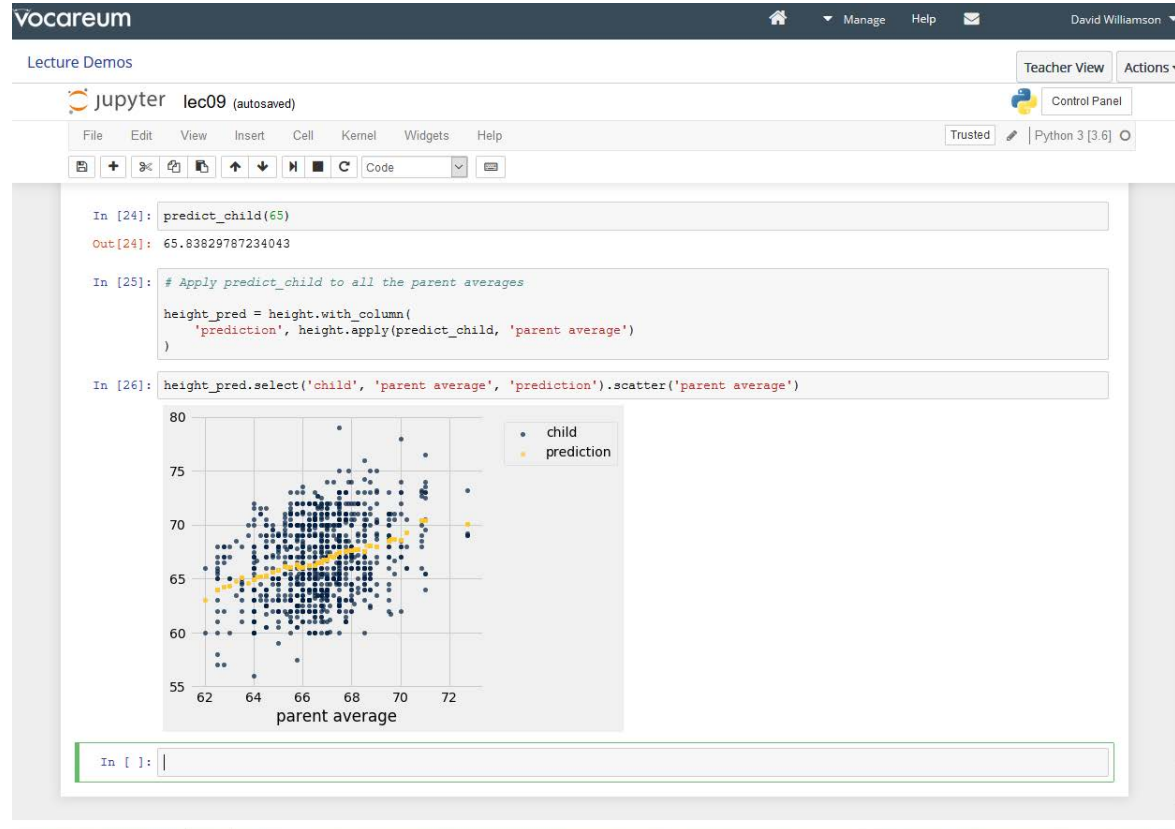 vocareum
Manage Help David Williamson
Lecture Demos
Teacher View Actions
jupyter lec09 (autosaved)
Control Panel
File Edit View Insert Cell Kernel Widgets Help
Trusted Python 3 [3.6]
Code
In [24]: predict_child(65)
Out[24]: 65.83829787234043
In [25]: # Apply predict_child to all the parent averages
height_pred = height.with_column(
'prediction', height.apply(predict_child, 'parent average')
)
In [26]: height_pred.select('child', 'parent average', 'prediction').scatter('parent average')
80
75
70
65
60
55
62 64 66 68 70 72
parent average
child
prediction
In [ ]: